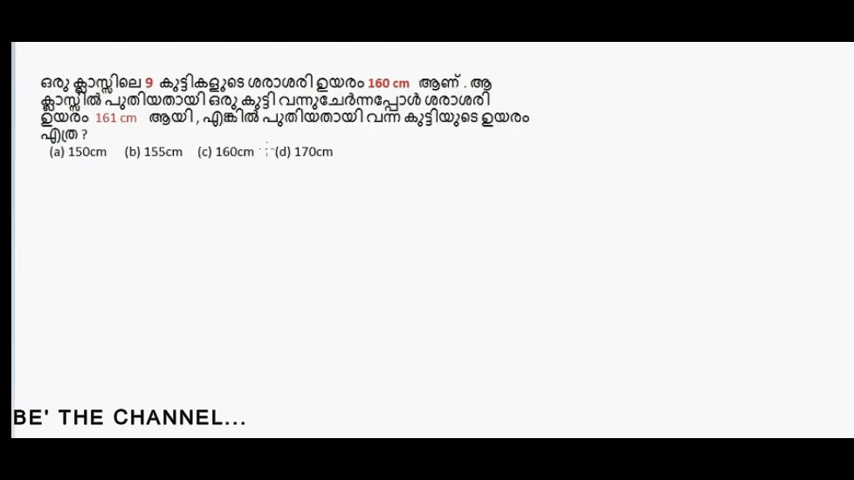 ഒരു ക്ലാസ്സിലെ 9 കുട്ടികളുടെ ശരാശരി ഉയരം 160 cm ആണ് . ആ
ക്ലാസ്സിൽ പുതിയതായി ഒരു കുട്ടി വന്നുചേർന്നപ്പോൾ ശരാശരി
ഉയരം 161 cm ആയി , എങ്കിൽ പുതിയതായി വന്ന കുട്ടിയുടെ ഉയരം
എത്ര ?
(a) 150cm (b) 155cm (c) 160cm (d) 170cm
BE' THE CHANNEL...